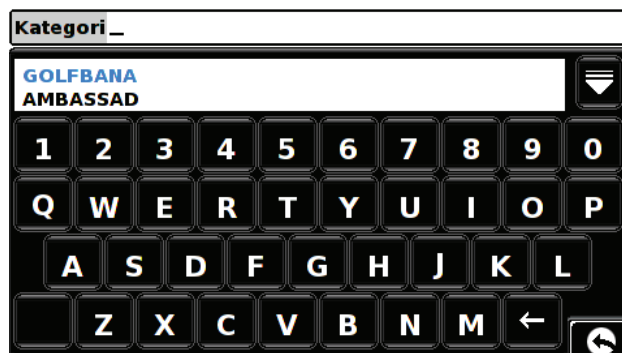 Kategori _
GOLFBANA
AMBASSAD
1 2 3 4 5 6 7 8 9 0
Q W E R T Y U I O P
A S D F G H J K L
Z X C V B N M ←